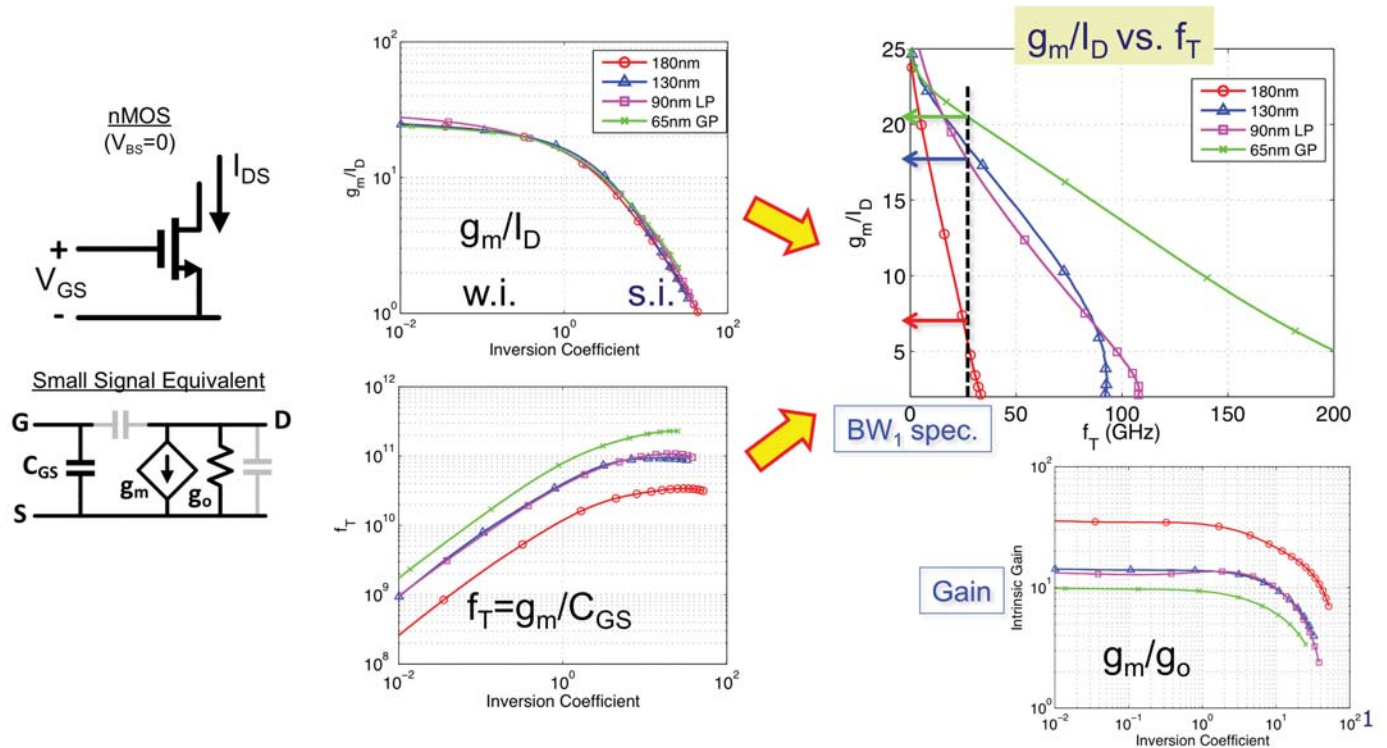 nMOS
(V_BS=0)
I_DS
+
V_GS
-
Small Signal Equivalent
G
D
C_GS
g_m
g_o
S
10^2
10^1
10^0
g_m/I_D
180nm
130nm
90nm LP
65nm GP
g_m/I_D
w.i.
s.i.
10^-2
10^0
10^2
Inversion Coefficient
10^12
10^11
10^10
10^9
10^8
f_T
f_T=g_m/C_GS
10^-2
10^0
10^2
Inversion Coefficient
g_m/I_D vs. f_T
25
20
15
10
5
g_m/I_D
180nm
130nm
90nm LP
65nm GP
0
50
100
150
200
f_T (GHz)
BW_1 spec.
Gain
10^2
10^1
10^0
Intrinsic Gain
g_m/g_o
10^-2
10^-1
10^0
10^1
10^2
1
Inversion Coefficient